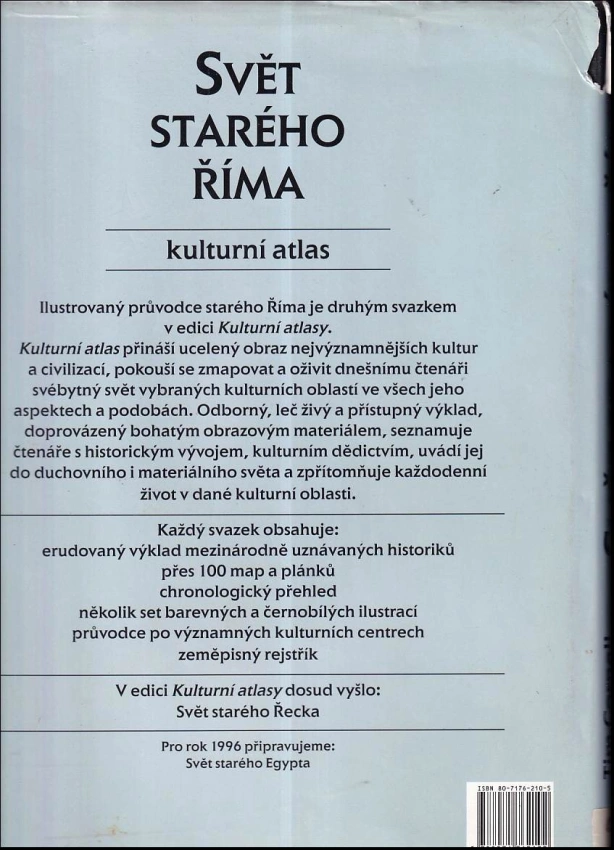 SVĚT
STARÉHO
ŘÍMA
kulturní atlas
Ilustrovaný průvodce starého Říma je druhým svazkem
v edici Kulturní atlasy.
Kulturní atlas přináší ucelený obraz nejvýznamnějších kultur
a civilizací, pokouší se zmapovat a oživit dnešnímu čtenáři
svébytný svět vybraných kulturních oblastí ve všech jeho
aspektech a podobách. Odborný, leč živý a přístupný výklad,
doprovázený bohatým obrazovým materiálem, seznamuje
čtenáře s historickým vývojem, kulturním dědictvím, uvádí jej
do duchovního i materiálního světa a zpřítomňuje každodenní
život v dané kulturní oblasti.
Každý svazek obsahuje:
erudovaný výklad mezinárodně uznávaných historiků
přes 100 map a plánků
chronologický přehled
několik set barevných a černobílých ilustrací
průvodce po významných kulturních centrech
zeměpisný rejstřík
V edici Kulturní atlasy dosud vyšlo:
Svět starého Řecka
Pro rok 1996 připravujeme:
Svět starého Egypta
ISBN 80-7176-210-5